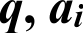 q, aᵢ